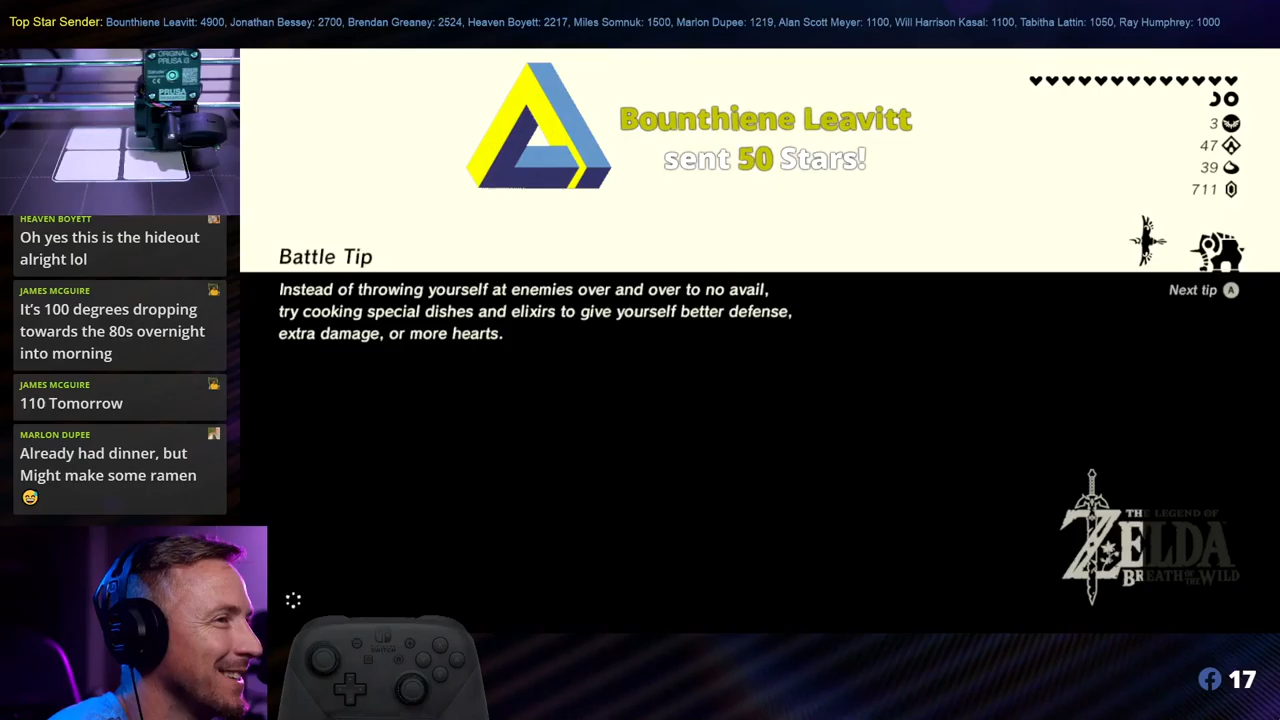 Top Star Sender: Bounthiene Leavitt: 4900, Jonathan Bessey: 2700, Brendan Greaney: 2524, Heaven Boyett: 2217, Miles Somnuk: 1500, Marlon Dupee: 1219, Alan Scott Meyer: 1100, Will Harrison Kasal: 1100, Tabitha Lattin: 1050, Ray Humphrey: 1000
ORIGINAL
PRUSA i3
PRUSA
HEAVEN BOYETT
Oh yes this is the hideout
alright lol
JAMES MCGUIRE
It’s 100 degrees dropping
towards the 80s overnight
into morning
JAMES MCGUIRE
110 Tomorrow
MARLON DUPEE
Already had dinner, but
Might make some ramen
😅
Bounthiene Leavitt
sent 50 Stars!
3
47
39
711
Battle Tip
Instead of throwing yourself at enemies over and over to no avail,
try cooking special dishes and elixirs to give yourself better defense,
extra damage, or more hearts.
Next tip A
THE LEGEND OF
ZELDA
BREATH OF THE WILD
SWITCH
17